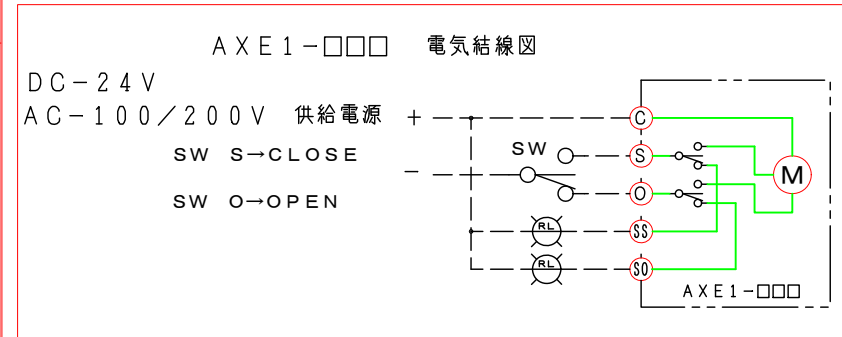 AXE1-□□□ 電気結線図
DC-24V
AC-100/200V 供給電源 +
-
SW S→CLOSE
SW O→OPEN
SW
C
S
O
SS
SO
RL
RL
M
AXE1-□□□